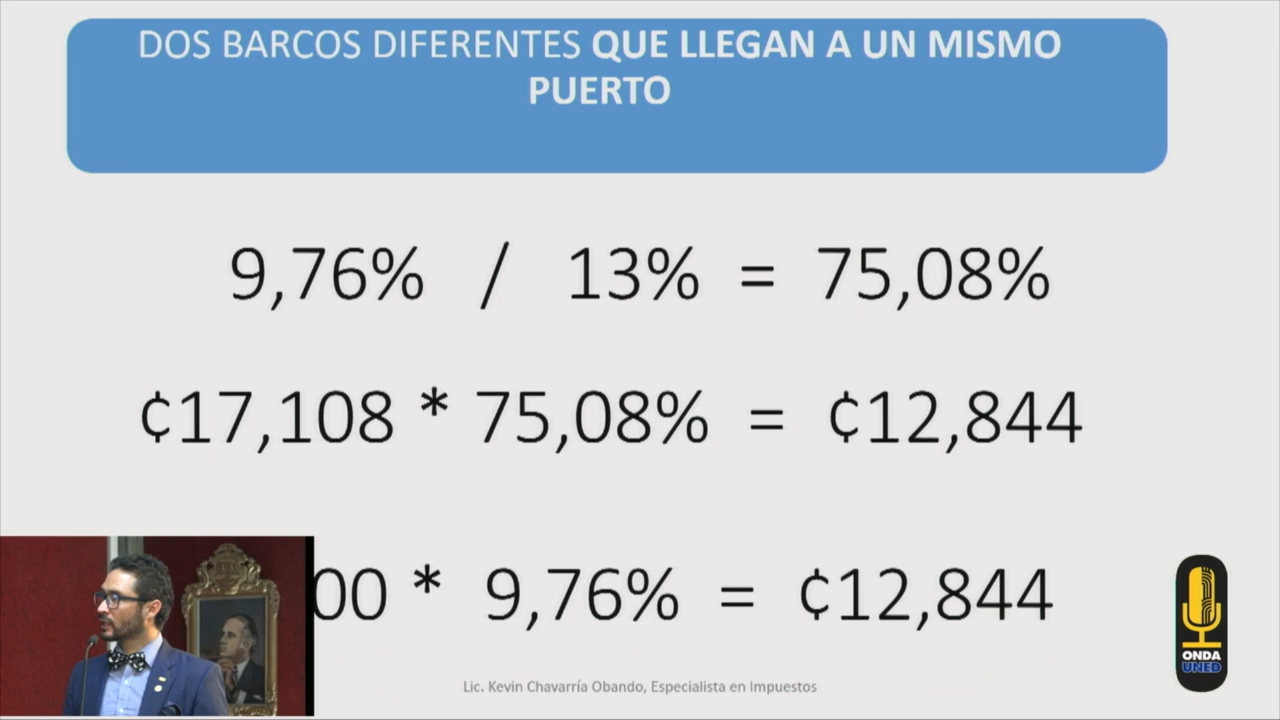 DOS BARCOS DIFERENTES QUE LLEGAN A UN MISMO
PUERTO
9,76% / 13% = 75,08%
¢17,108 * 75,08% = ¢12,844
00 * 9,76% = ¢12,844
Lic. Kevin Chavarría Obando, Especialista en Impuestos
ONDA
UNED